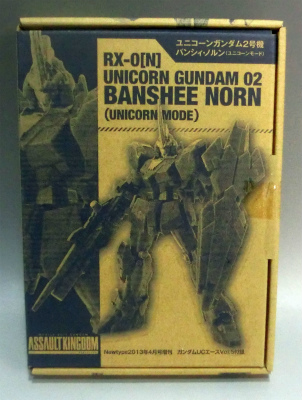 ユニコーンガンダム2号機
バンシィ・ノルン[ユニコーンモード]
RX-0[N]
UNICORN GUNDAM 02
BANSHEE NORN
(UNICORN MODE)
ASSAULT KINGDOM
Newtype2013年4月号増刊 ガンダムUCエースVol.1付録